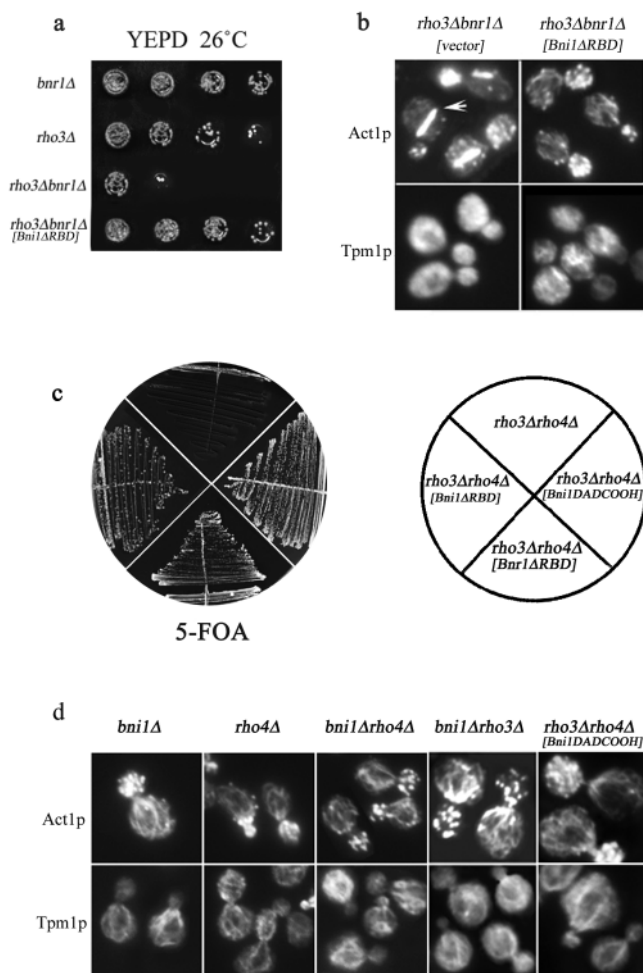 a
YEPD 26˚C
bnr1Δ
rho3Δ
rho3Δbnr1Δ
rho3Δbnr1Δ
[Bni1ΔRBD]
b
rho3Δbnr1Δ
[vector]
rho3Δbnr1Δ
[Bni1ΔRBD]
Act1p
Tpm1p
c
5-FOA
rho3Δrho4Δ
rho3Δrho4Δ
[Bni1ΔRBD]
rho3Δrho4Δ
[Bni1DADCOOH]
rho3Δrho4Δ
[Bnr1ΔRBD]
d
bni1Δ
rho4Δ
bni1Δrho4Δ
bni1Δrho3Δ
rho3Δrho4Δ
[Bni1DADCOOH]
Act1p
Tpm1p